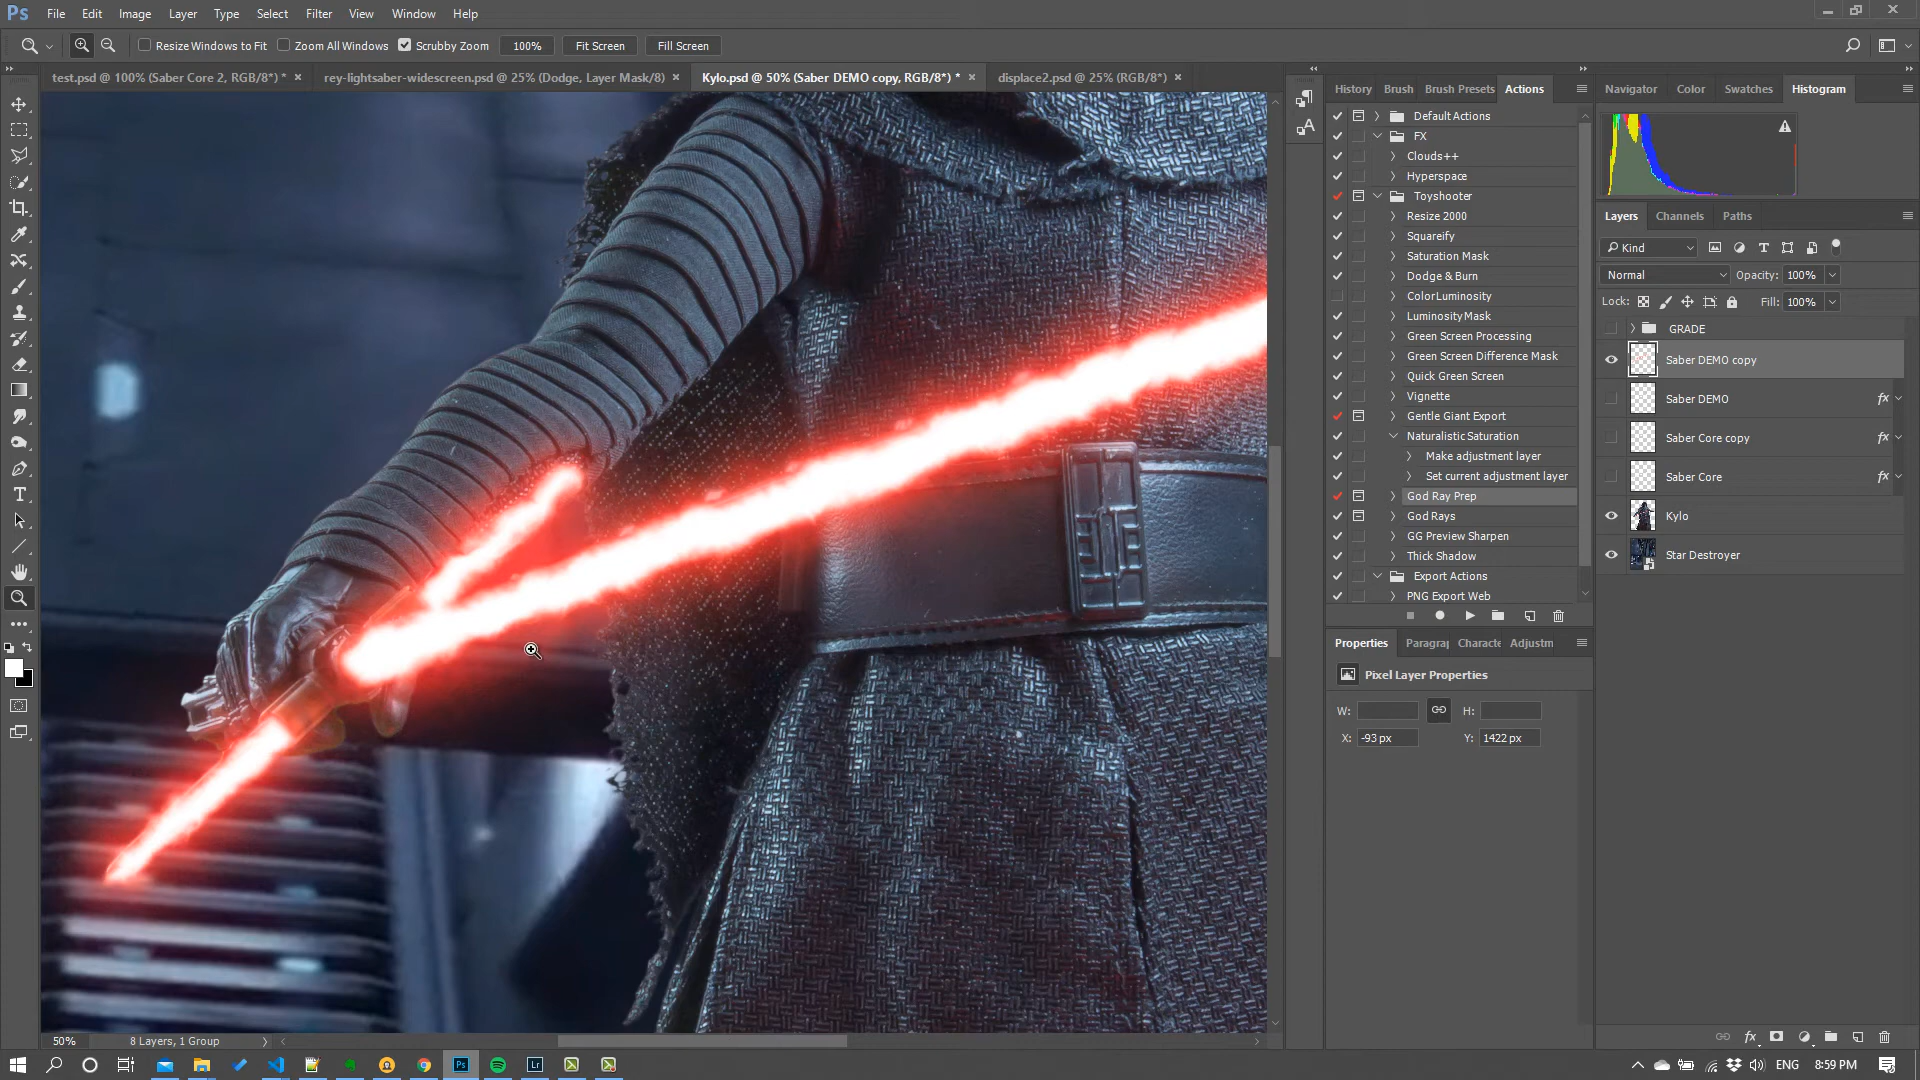 Ps File Edit Image Layer Type Select Filter View Window Help
Resize Windows to Fit Zoom All Windows Scrubby Zoom 100% Fit Screen Fill Screen
test.psd @ 100% (Saber Core 2, RGB/8*) * × rey-lightsaber-widescreen.psd @ 25% (Dodge, Layer Mask/8) × Kylo.psd @ 50% (Saber DEMO copy, RGB/8*) * × displace2.psd @ 25% (RGB/8*) ×
History Brush Brush Presets Actions
Default Actions
FX
Clouds++
Hyperspace
Toyshooter
Resize 2000
Squareify
Saturation Mask
Dodge & Burn
ColorLuminosity
LuminosityMask
Green Screen Processing
Green Screen Difference Mask
Quick Green Screen
Vignette
Gentle Giant Export
Naturalistic Saturation
Make adjustment layer
Set current adjustment layer
God Ray Prep
God Rays
GG Preview Sharpen
Thick Shadow
Export Actions
PNG Export Web
Properties Paragraj Characte Adjustm
Pixel Layer Properties
W: H:
X: -93 px Y: 1422 px
Navigator Color Swatches Histogram
Layers Channels Paths
Kind
Normal Opacity: 100%
Lock: Fill: 100%
GRADE
Saber DEMO copy
Saber DEMO fx
Saber Core copy fx
Saber Core fx
Kylo
Star Destroyer
fx
50% 8 Layers, 1 Group
Ps Lr ENG 8:59 PM